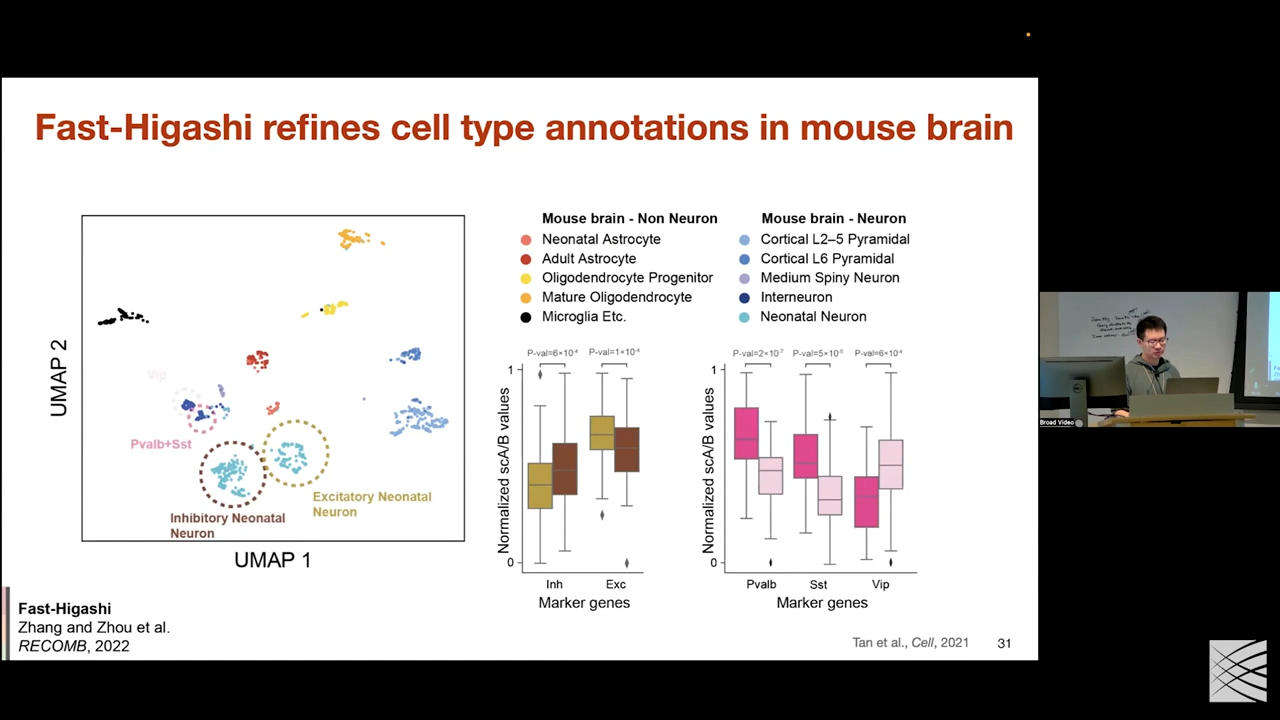 Fast-Higashi refines cell type annotations in mouse brain
UMAP 2
Vip
Pvalb+Sst
Inhibitory Neonatal
Neuron
Excitatory Neonatal
Neuron
UMAP 1
Mouse brain - Non Neuron
Neonatal Astrocyte
Adult Astrocyte
Oligodendrocyte Progenitor
Mature Oligodendrocyte
Microglia Etc.
Mouse brain - Neuron
Cortical L2–5 Pyramidal
Cortical L6 Pyramidal
Medium Spiny Neuron
Interneuron
Neonatal Neuron
P-val=6×10⁻⁴ P-val=1×10⁻⁴
Normalized scA/B values
1
0
Inh Exc
Marker genes
P-val=2×10⁻⁷ P-val=5×10⁻⁵ P-val=6×10⁻⁴
Normalized scA/B values
1
0
Pvalb Sst Vip
Marker genes
Fast-Higashi
Zhang and Zhou et al.
RECOMB, 2022
Tan et al., Cell, 2021
31
Broad Video